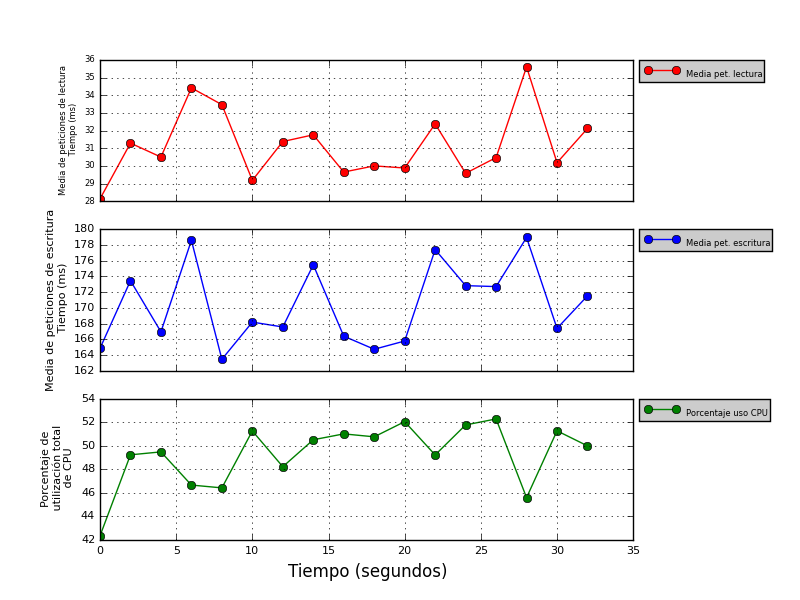 36
35
34
33
32
31
30
29
28
Media de peticiones de lectura
Tiempo (ms)
Media pet. lectura
180
178
176
174
172
170
168
166
164
162
Media de peticiones de escritura
Tiempo (ms)
Media pet. escritura
54
52
50
48
46
44
42
Porcentaje de
utilización total
de CPU
Porcentaje uso CPU
0 5 10 15 20 25 30 35
Tiempo (segundos)